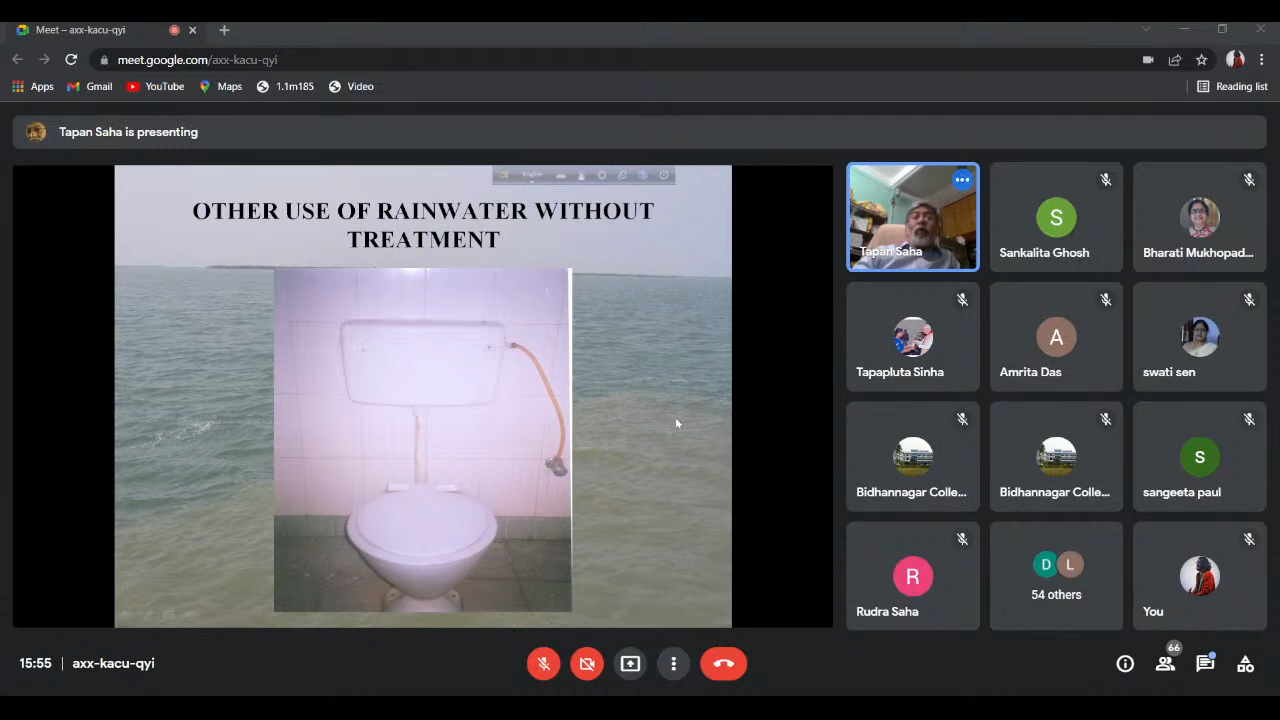 Meet – axx-kacu-qyi
meet.google.com/axx-kacu-qyi
Apps
Gmail
YouTube
Maps
1.1m185
Video
Reading list
Tapan Saha is presenting
English
OTHER USE OF RAINWATER WITHOUT
TREATMENT
Tapan Saha
S
Sankalita Ghosh
Bharati Mukhopad...
Tapapluta Sinha
A
Amrita Das
swati sen
Bidhannagar Colle...
Bidhannagar Colle...
S
sangeeta paul
R
Rudra Saha
D L
54 others
You
15:55 | axx-kacu-qyi
66